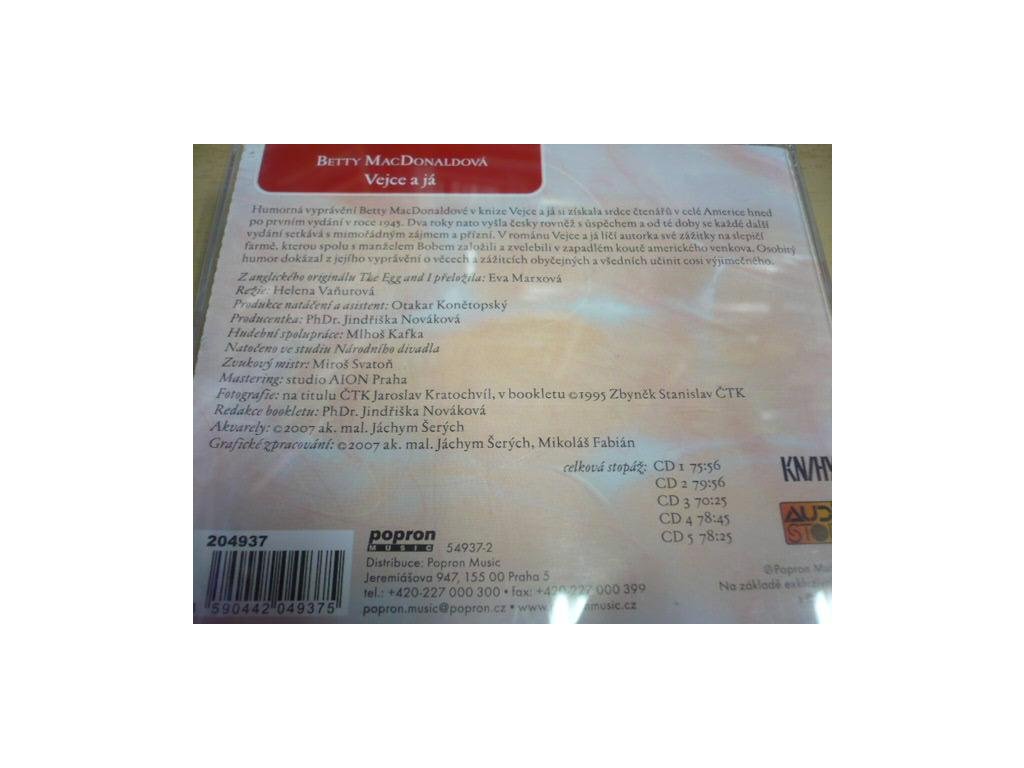 BETTY MACDONALDOVÁ
Vejce a já
Humorná vyprávění Betty MacDonaldové v knize Vejce a já si získala srdce čtenářů v celé Americe hned
po prvním vydání v roce 1945. Dva roky nato vyšla česky rovněž s úspěchem a od té doby se každé další
vydání setkává s mimořádným zájmem a přízní. V románu Vejce a já líčí autorka své zážitky na slepičí
farmě, kterou spolu s manželem Bobem založili a zvelebili v zapadlém koutě amerického venkova. Osobitý
humor dokázal z jejího vyprávění o věcech a zážitcích obyčejných a všedních učinit cosi výjimečného.
Z anglického originálu The Egg and I přeložila: Eva Marxová
Režie: Helena Vaňurová
Produkce natáčení a asistent: Otakar Konětopský
Producentka: PhDr. Jindřiška Nováková
Hudební spolupráce: Mlhoš Kafka
Natočeno ve studiu Národního divadla
Zvukový mistr: Miroš Svatoň
Mastering: studio AION Praha
Fotografie: na titulu ČTK Jaroslav Kratochvíl, v bookletu ©1995 Zbyněk Stanislav ČTK
Redakce bookletu: PhDr. Jindřiška Nováková
Akvarely: ©2007 ak. mal. Jáchym Šerých
Grafické zpracování: ©2007 ak. mal. Jáchym Šerých, Mikoláš Fabián
celková stopáž: CD 1 75:56
CD 2 79:56
CD 3 70:25
CD 4 78:45
CD 5 78:25
KN/HY
AUD
STO
204937
590442 049375
popron
MUSIC 54937-2
Distribuce: Popron Music
Jeremiášova 947, 155 00 Praha 5
tel.: +420-227 000 300 • fax: +420-227 000 399
popron.music@popron.cz • www.
music.cz
℗ Popron Mu
Na základě exkluziv